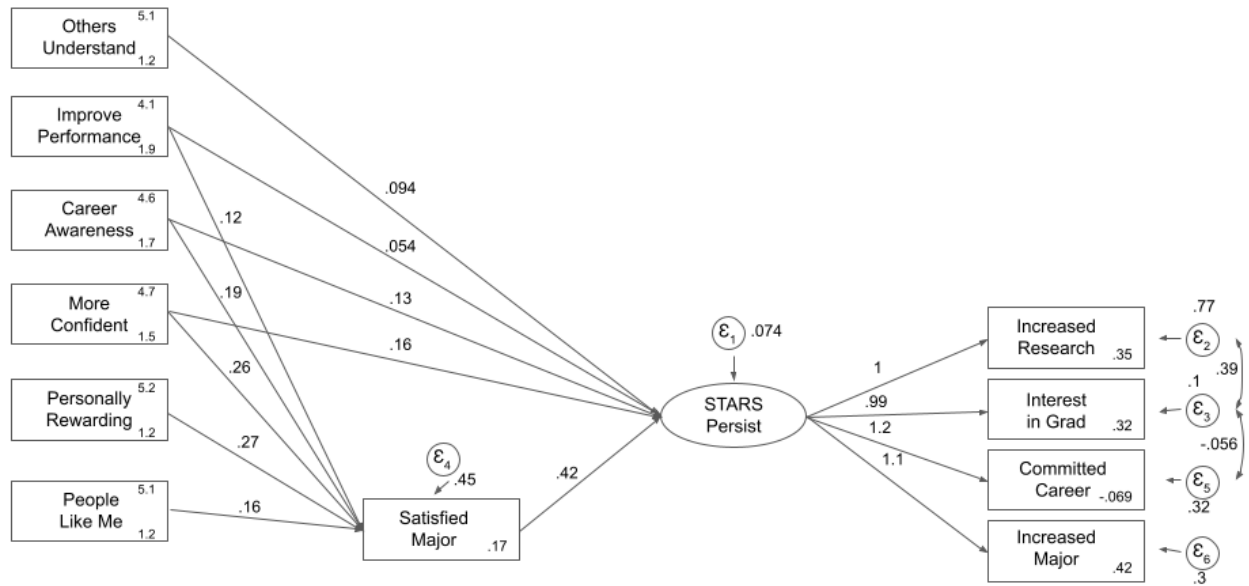 5.1
Others
Understand
1.2
4.1
Improve
Performance
1.9
4.6
Career
Awareness
1.7
4.7
More
Confident
1.5
5.2
Personally
Rewarding
1.2
5.1
People
Like Me
1.2
.094
.054
.13
.16
.12
.19
.26
.27
.16
ε4
.45
Satisfied
Major
.17
.42
ε1
.074
STARS
Persist
1
.99
1.2
1.1
Increased
Research
.35
.77
ε2
.39
Interest
in Grad
.32
.1
ε3
-.056
Committed
Career
-.069
ε5
.32
Increased
Major
.42
ε6
.3